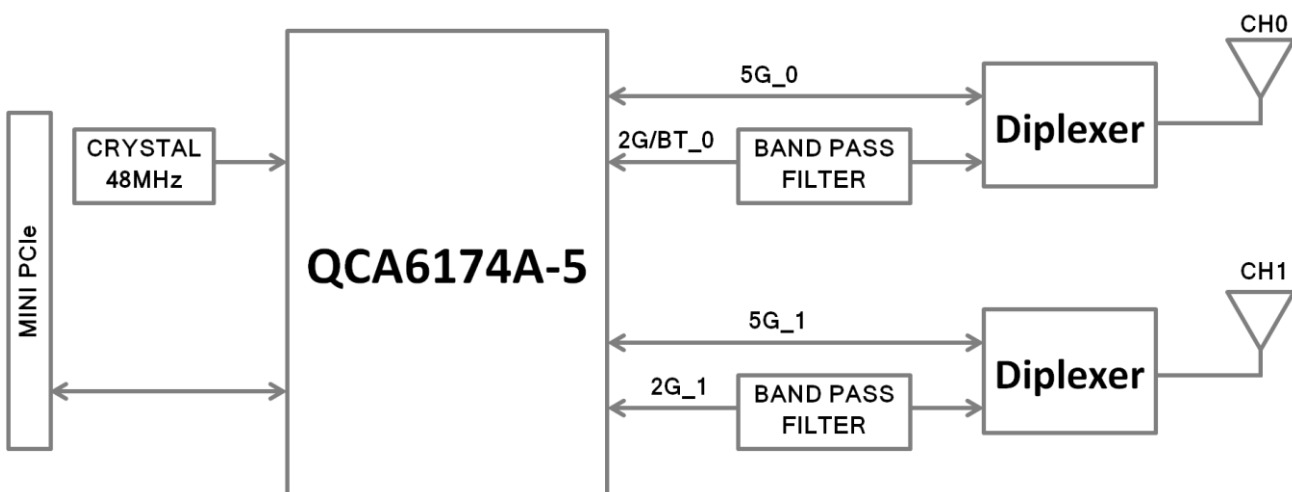 MINI PCIe
CRYSTAL
48MHz
QCA6174A-5
5G_0
2G/BT_0
BAND PASS
FILTER
Diplexer
CH0
5G_1
2G_1
BAND PASS
FILTER
Diplexer
CH1